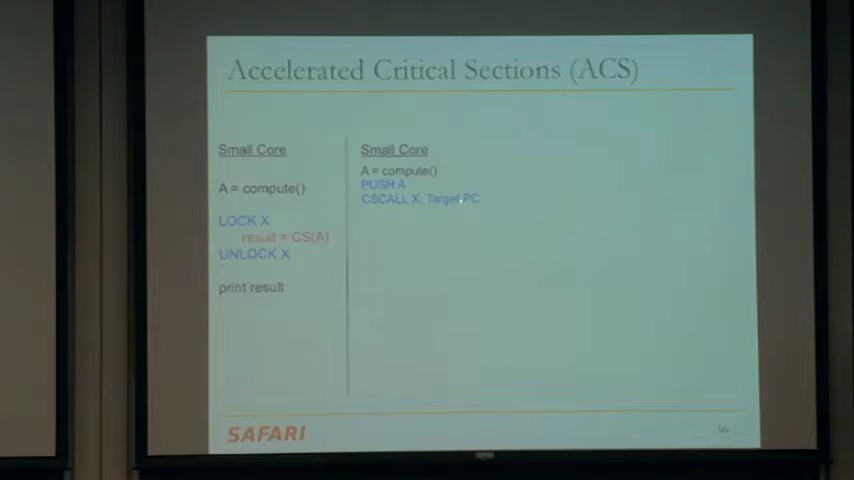 Accelerated Critical Sections (ACS)
Small Core
A = compute()
LOCK X
result = CS(A)
UNLOCK X
print result
Small Core
A = compute()
PUSH A
CSCALL X, Target PC
SAFARI
36